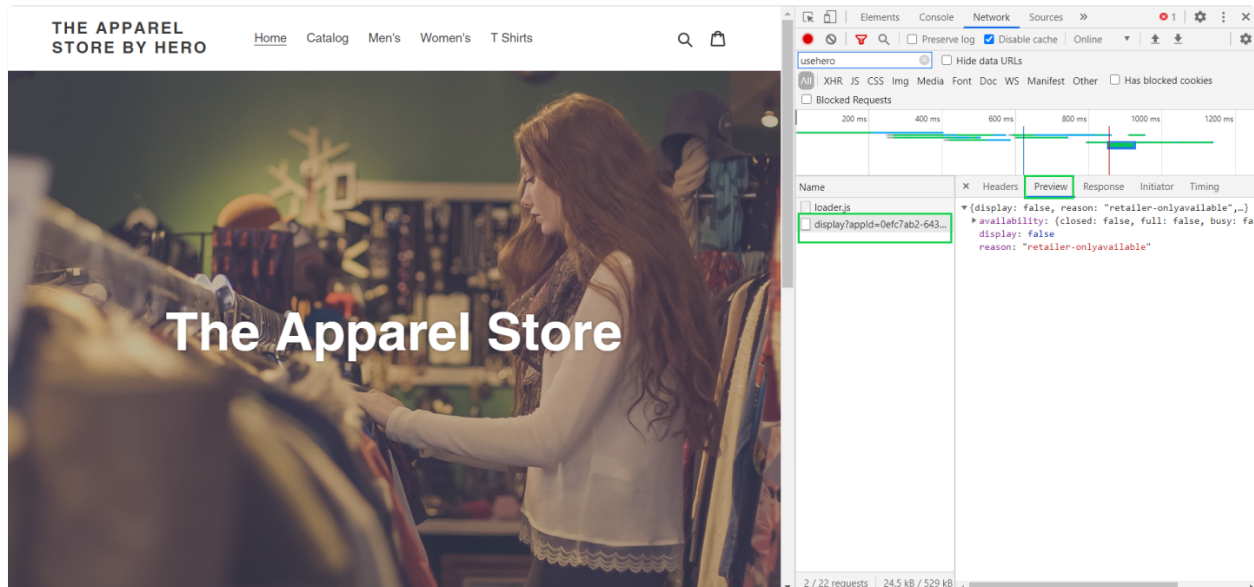 THE APPAREL
STORE BY HERO
Home Catalog Men's Women's T Shirts
The Apparel Store
Elements Console Network Sources »
1
Preserve log Disable cache Online
usehero
Hide data URLs
All XHR JS CSS Img Media Font Doc WS Manifest Other Has blocked cookies
Blocked Requests
200 ms 400 ms 600 ms 800 ms 1000 ms 1200 ms
Name
loader.js
display?appId=0efc7ab2-643...
× Headers Preview Response Initiator Timing
▼{display: false, reason: "retailer-onlyavailable",…}
▶availability: {closed: false, full: false, busy: fa
display: false
reason: "retailer-onlyavailable"
2 / 22 requests 24.5 kB / 529 kB